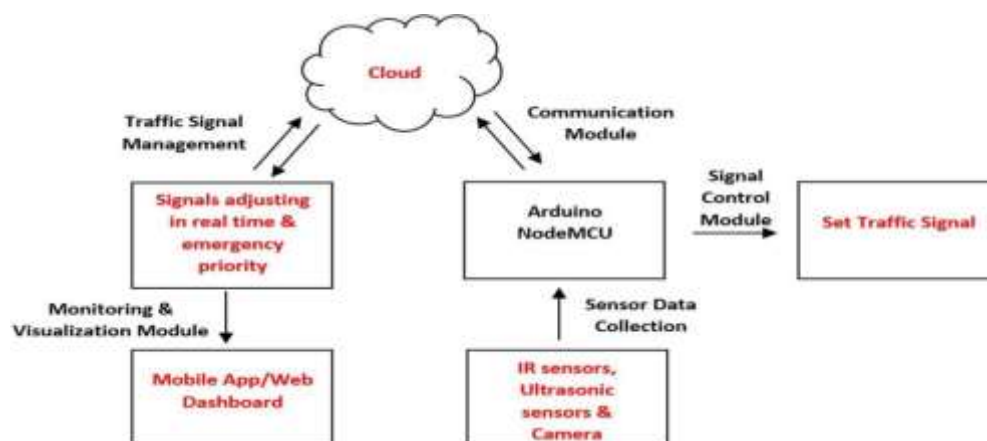 Cloud
Traffic Signal
Management
Communication
Module
Signals adjusting
in real time &
emergency
priority
Arduino
NodeMCU
Signal
Control
Module
Set Traffic Signal
Monitoring &
Visualization Module
Sensor Data
Collection
Mobile App/Web
Dashboard
IR sensors,
Ultrasonic
sensors &
Camera